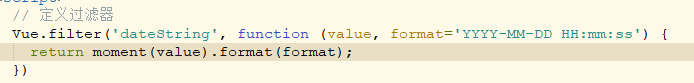 // 定义过滤器
Vue.filter('dateString', function (value, format='YYYY-MM-DD HH:mm:ss') {
  return moment(value).format(format);
})